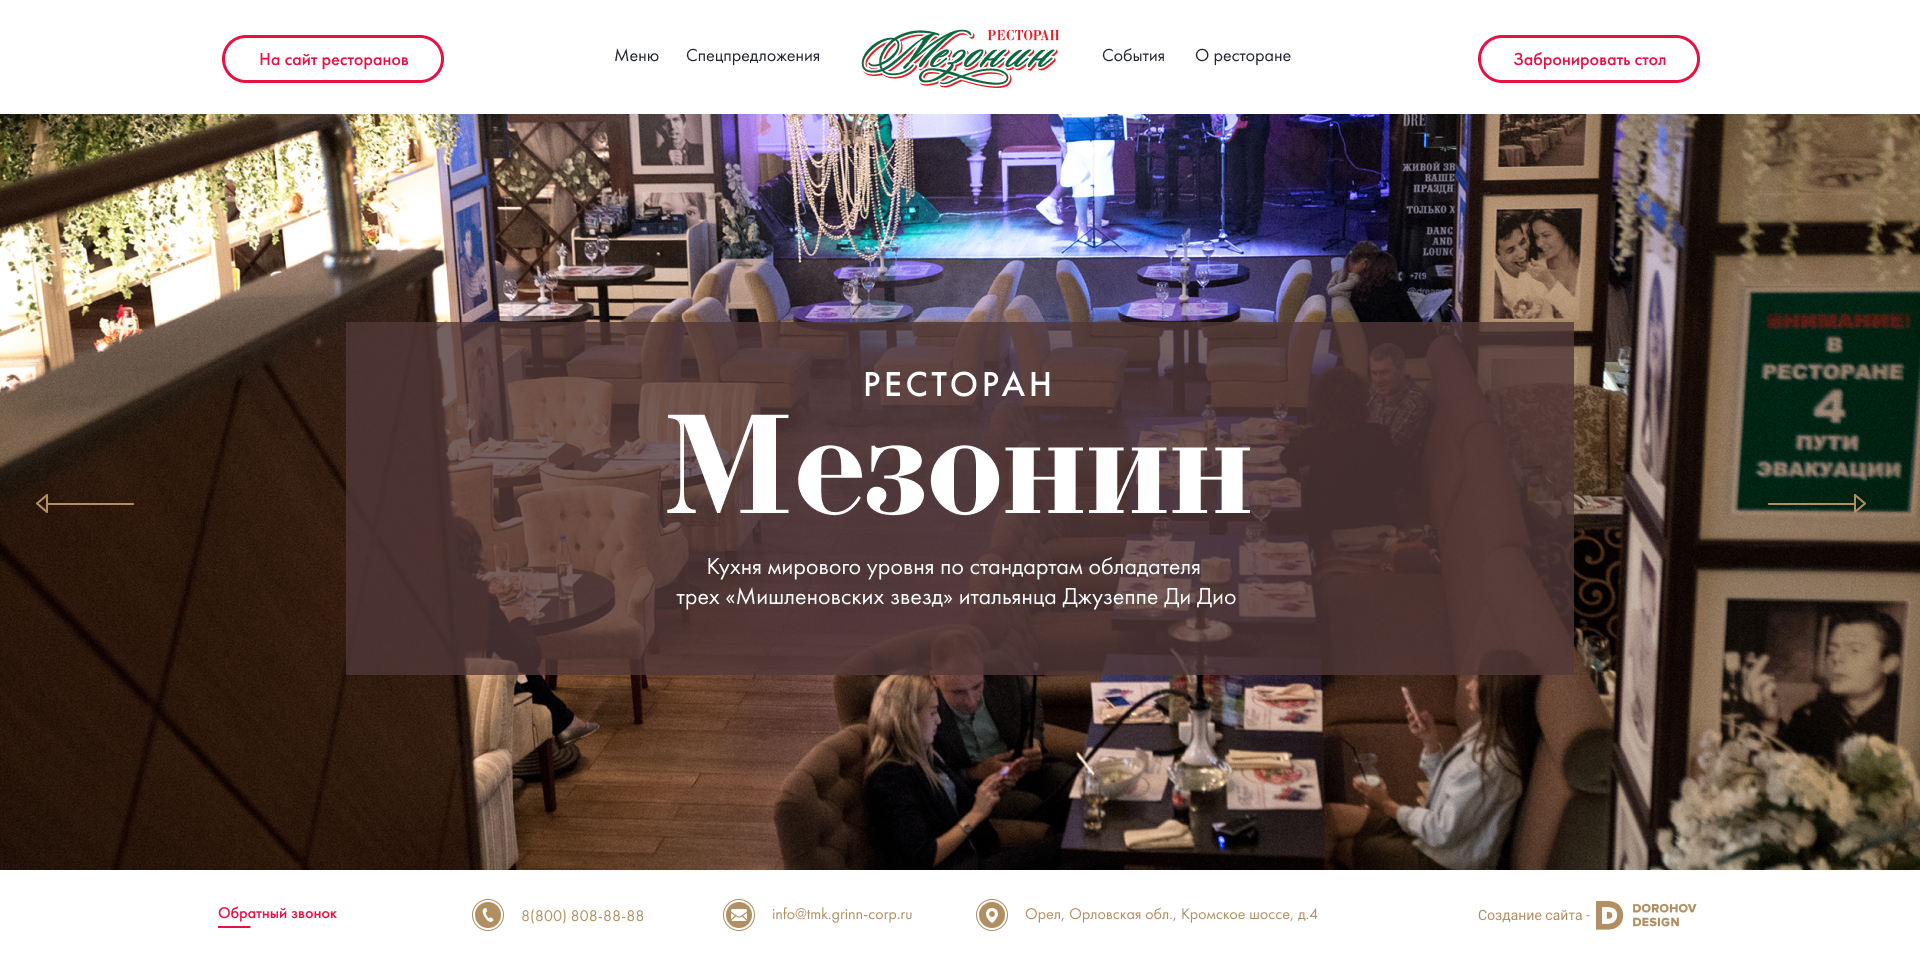 На сайт ресторанов
Меню
Спецпредложения
РЕСТОРАН
Мезонин
События
О ресторане
Забронировать стол
ЖИВОЙ ЗВ
ВАШЕ
ПРАЗДН
ТОЛЬКО
DANC
AND
LOUNG
ВНИМАНИЕ!
В
РЕСТОРАНЕ
4
ПУТИ
ЭВАКУАЦИИ
РЕСТОРАН
Мезонин
Кухня мирового уровня по стандартам обладателя
трех «Мишленовских звезд» итальянца Джузеппе Ди Дио
Обратный звонок
8(800) 808-88-88
info@tmk.grinn-corp.ru
Орел, Орловская обл., Кромское шоссе, д.4
Создание сайта -
DOROHOV
DESIGN